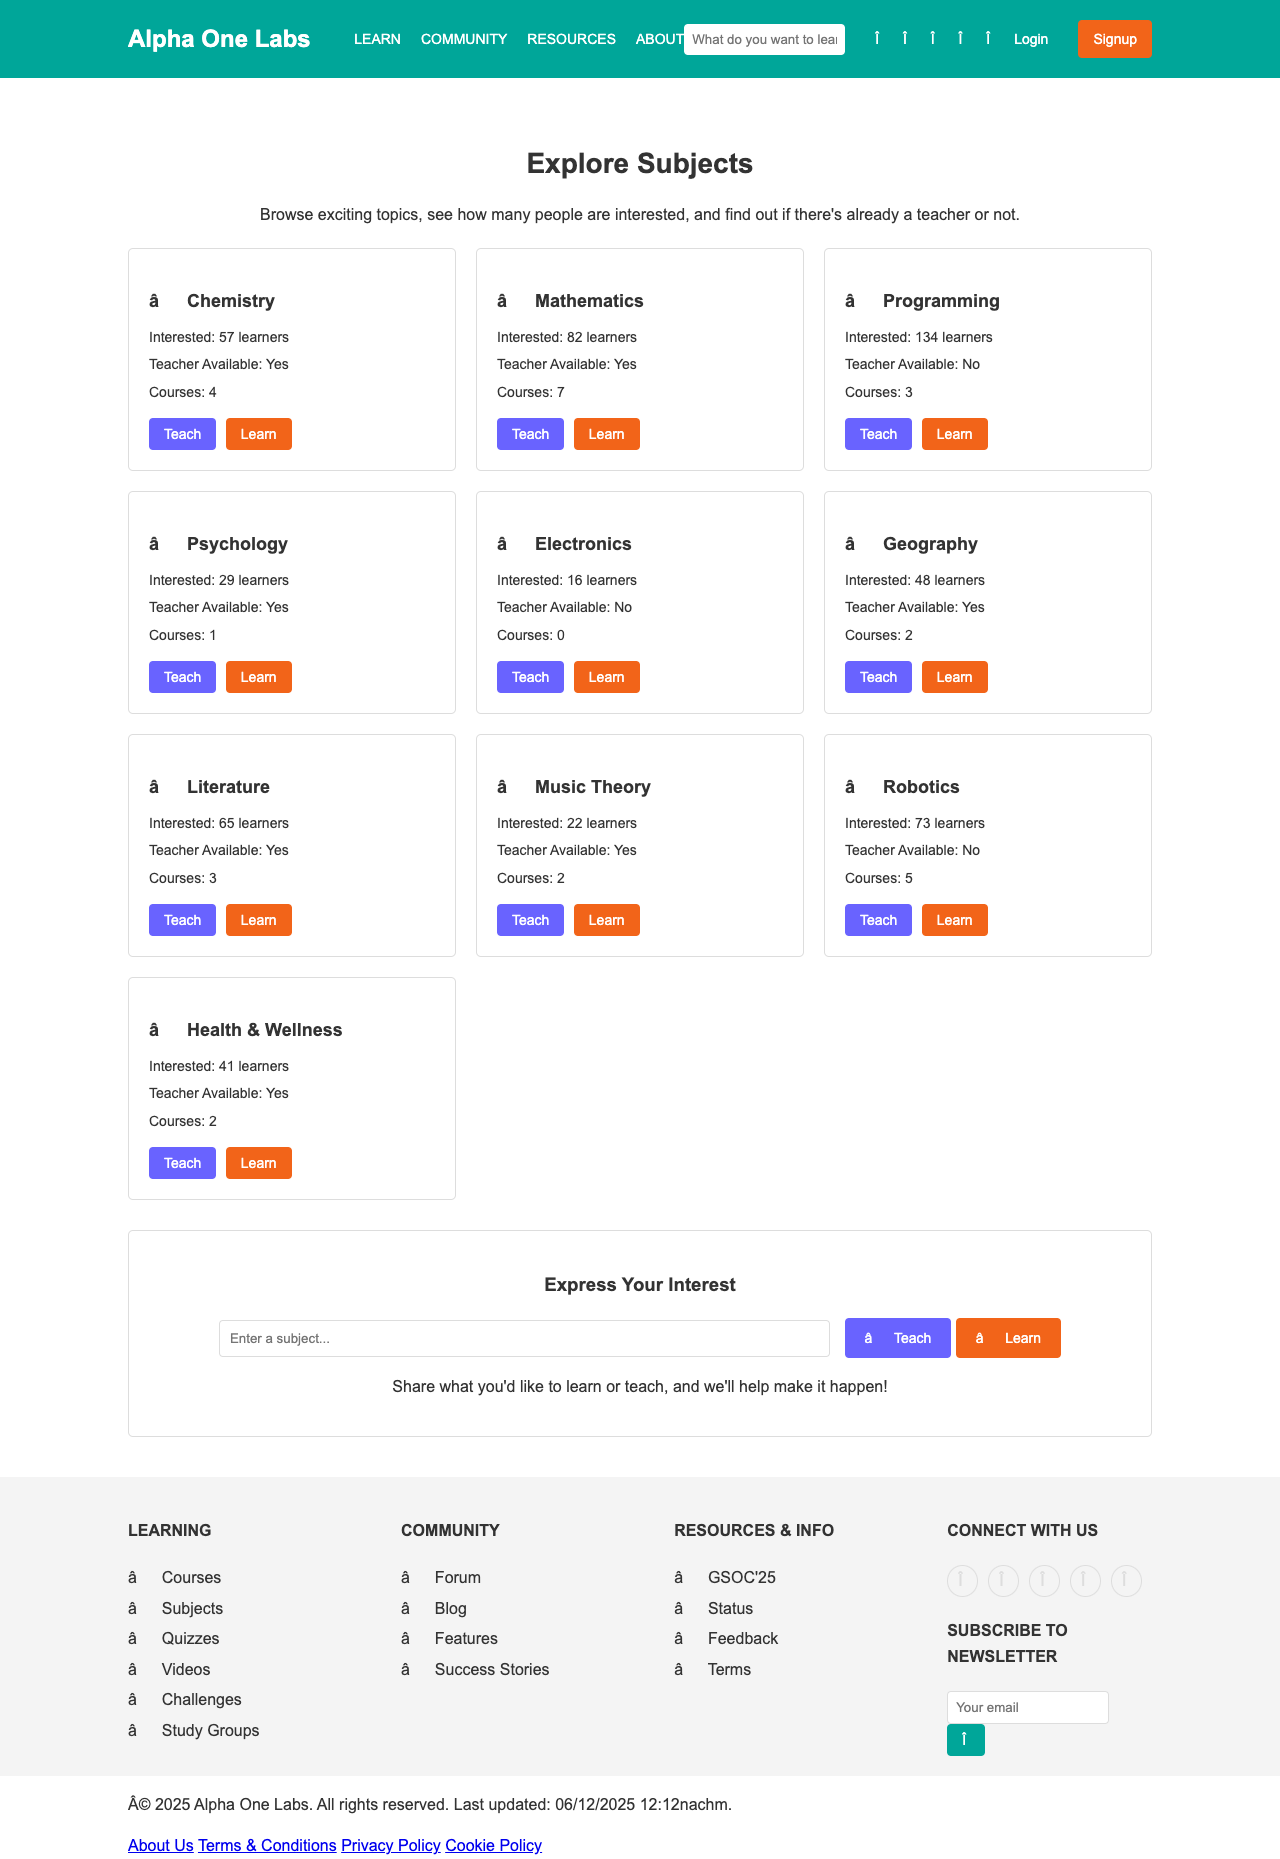 Alpha One Labs LEARN COMMUNITY RESOURCES ABOUT What do you want to lear Î Î Î Î Î Login Signup
Explore Subjects
Browse exciting topics, see how many people are interested, and find out if there's already a teacher or not.
â Chemistry
Interested: 57 learners
Teacher Available: Yes
Courses: 4
Teach Learn
â Mathematics
Interested: 82 learners
Teacher Available: Yes
Courses: 7
Teach Learn
â Programming
Interested: 134 learners
Teacher Available: No
Courses: 3
Teach Learn
â Psychology
Interested: 29 learners
Teacher Available: Yes
Courses: 1
Teach Learn
â Electronics
Interested: 16 learners
Teacher Available: No
Courses: 0
Teach Learn
â Geography
Interested: 48 learners
Teacher Available: Yes
Courses: 2
Teach Learn
â Literature
Interested: 65 learners
Teacher Available: Yes
Courses: 3
Teach Learn
â Music Theory
Interested: 22 learners
Teacher Available: Yes
Courses: 2
Teach Learn
â Robotics
Interested: 73 learners
Teacher Available: No
Courses: 5
Teach Learn
â Health & Wellness
Interested: 41 learners
Teacher Available: Yes
Courses: 2
Teach Learn
Express Your Interest
Enter a subject... â Teach â Learn
Share what you'd like to learn or teach, and we'll help make it happen!
LEARNING
â Courses
â Subjects
â Quizzes
â Videos
â Challenges
â Study Groups
COMMUNITY
â Forum
â Blog
â Features
â Success Stories
RESOURCES & INFO
â GSOC'25
â Status
â Feedback
â Terms
CONNECT WITH US
Î Î Î Î Î
SUBSCRIBE TO
NEWSLETTER
Your email
Î
Â© 2025 Alpha One Labs. All rights reserved. Last updated: 06/12/2025 12:12nachm.
About Us Terms & Conditions Privacy Policy Cookie Policy